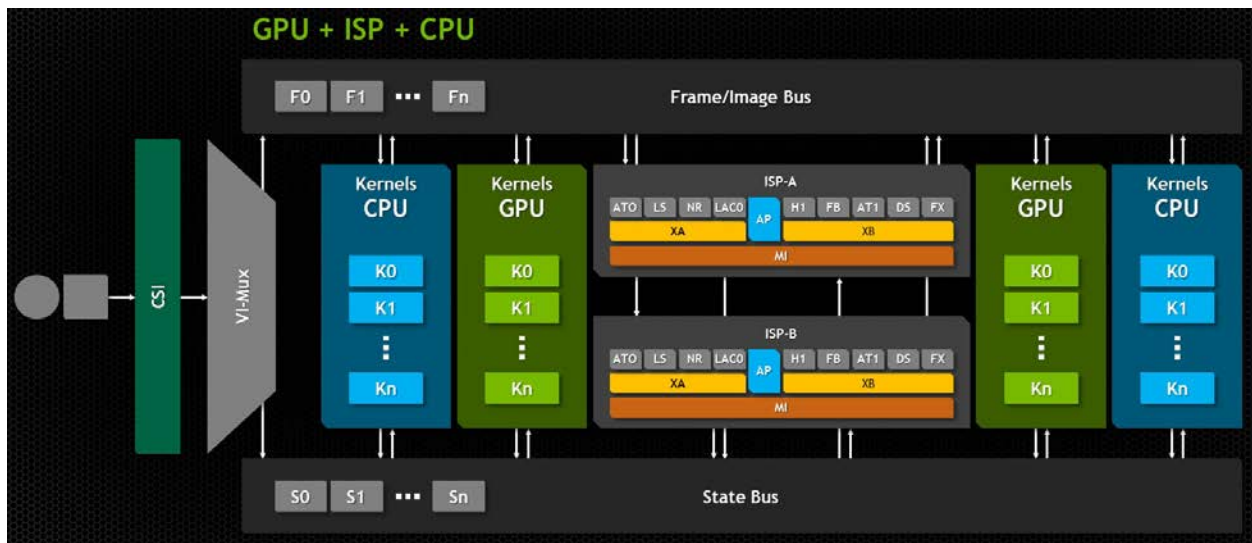 GPU + ISP + CPU
F0 F1 ... Fn Frame/Image Bus
CSI
VI-Mux
Kernels
CPU
K0
K1
Kn
Kernels
GPU
K0
K1
Kn
ISP-A
ATO LS NR LACO AP H1 FB AT1 DS FX
XA XB
MI
ISP-B
ATO LS NR LACO AP H1 FB AT1 DS FX
XA XB
MI
Kernels
GPU
K0
K1
Kn
Kernels
CPU
K0
K1
Kn
S0 S1 ... Sn State Bus